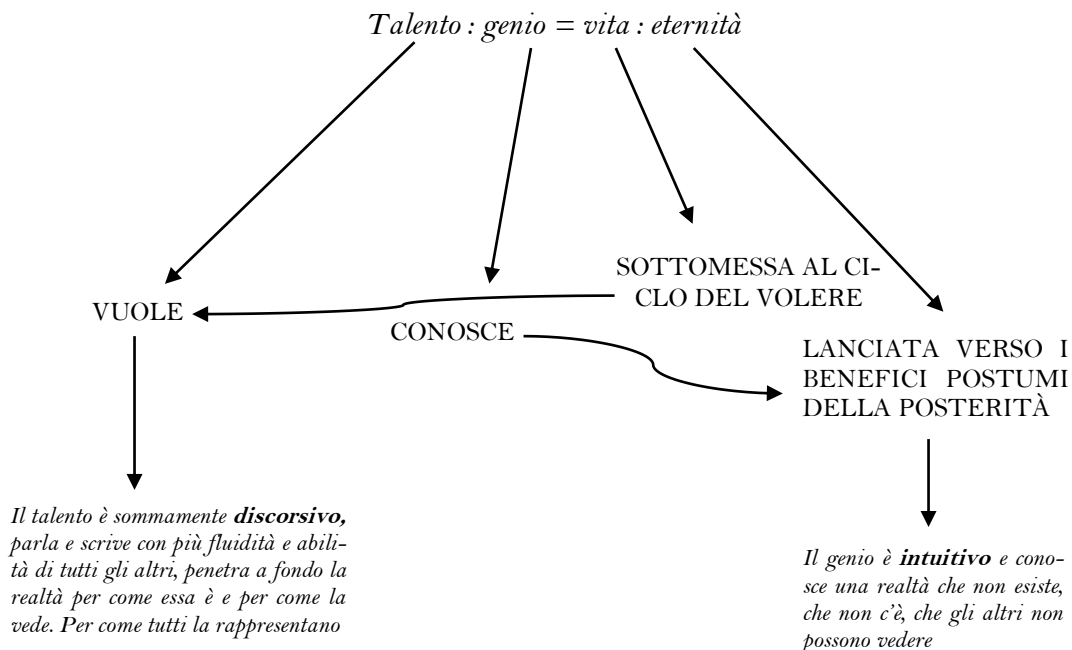 Talento : genio = vita : eternità
SOTTOMESSA AL CI-
CLO DEL VOLERE
VUOLE
CONOSCE
LANCIATA VERSO I
BENEFICI POSTUMI
DELLA POSTERITÀ
Il talento è sommamente discorsivo,
parla e scrive con più fluidità e abili-
tà di tutti gli altri, penetra a fondo la
realtà per come essa è e per come la
vede. Per come tutti la rappresentano
Il genio è intuitivo e cono-
sce una realtà che non esiste,
che non c'è, che gli altri non
possono vedere